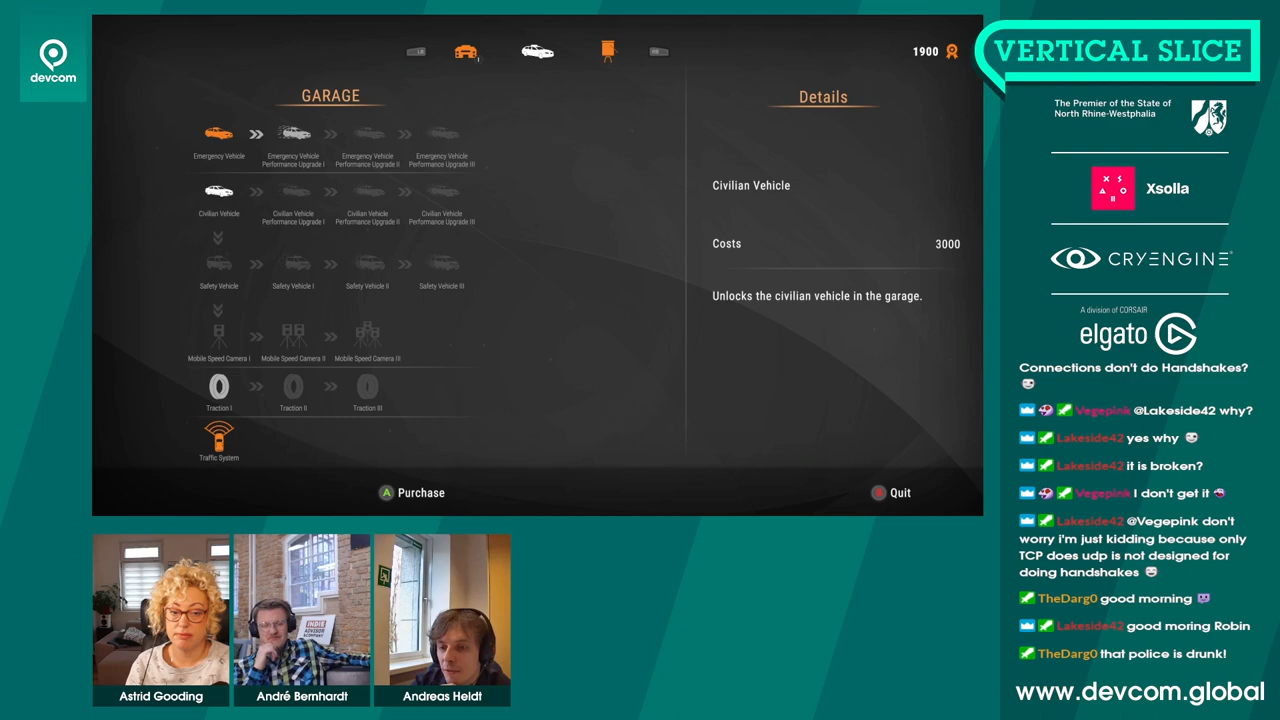 devcom
LB
RB
1900
VERTICAL SLICE
GARAGE
Details
Emergency Vehicle
Emergency Vehicle
Performance Upgrade I
Emergency Vehicle
Performance Upgrade II
Emergency Vehicle
Performance Upgrade III
Civilian Vehicle
Civilian Vehicle
Performance Upgrade I
Civilian Vehicle
Performance Upgrade II
Civilian Vehicle
Performance Upgrade III
Safety Vehicle
Safety Vehicle I
Safety Vehicle II
Safety Vehicle III
Mobile Speed Camera I
Mobile Speed Camera II
Mobile Speed Camera III
Traction I
Traction II
Traction III
Traffic System
Civilian Vehicle
Costs
3000
Unlocks the civilian vehicle in the garage.
A Purchase
Quit
The Premier of the State of
North Rhine-Westphalia
Xsolla
CRYENGINE®
A division of CORSAIR
elgato
Connections don't do Handshakes?
Vegepink @Lakeside42 why?
Lakeside42 yes why
Lakeside42 it is broken?
Vegepink I don't get it
Lakeside42 @Vegepink don't
worry i'm just kidding because only
TCP does udp is not designed for
doing handshakes
TheDarg0 good morning
Lakeside42 good moring Robin
TheDarg0 that police is drunk!
INDIE
ADVISOR
&COMPANY
Astrid Gooding
André Bernhardt
Andreas Heldt
www.devcom.global